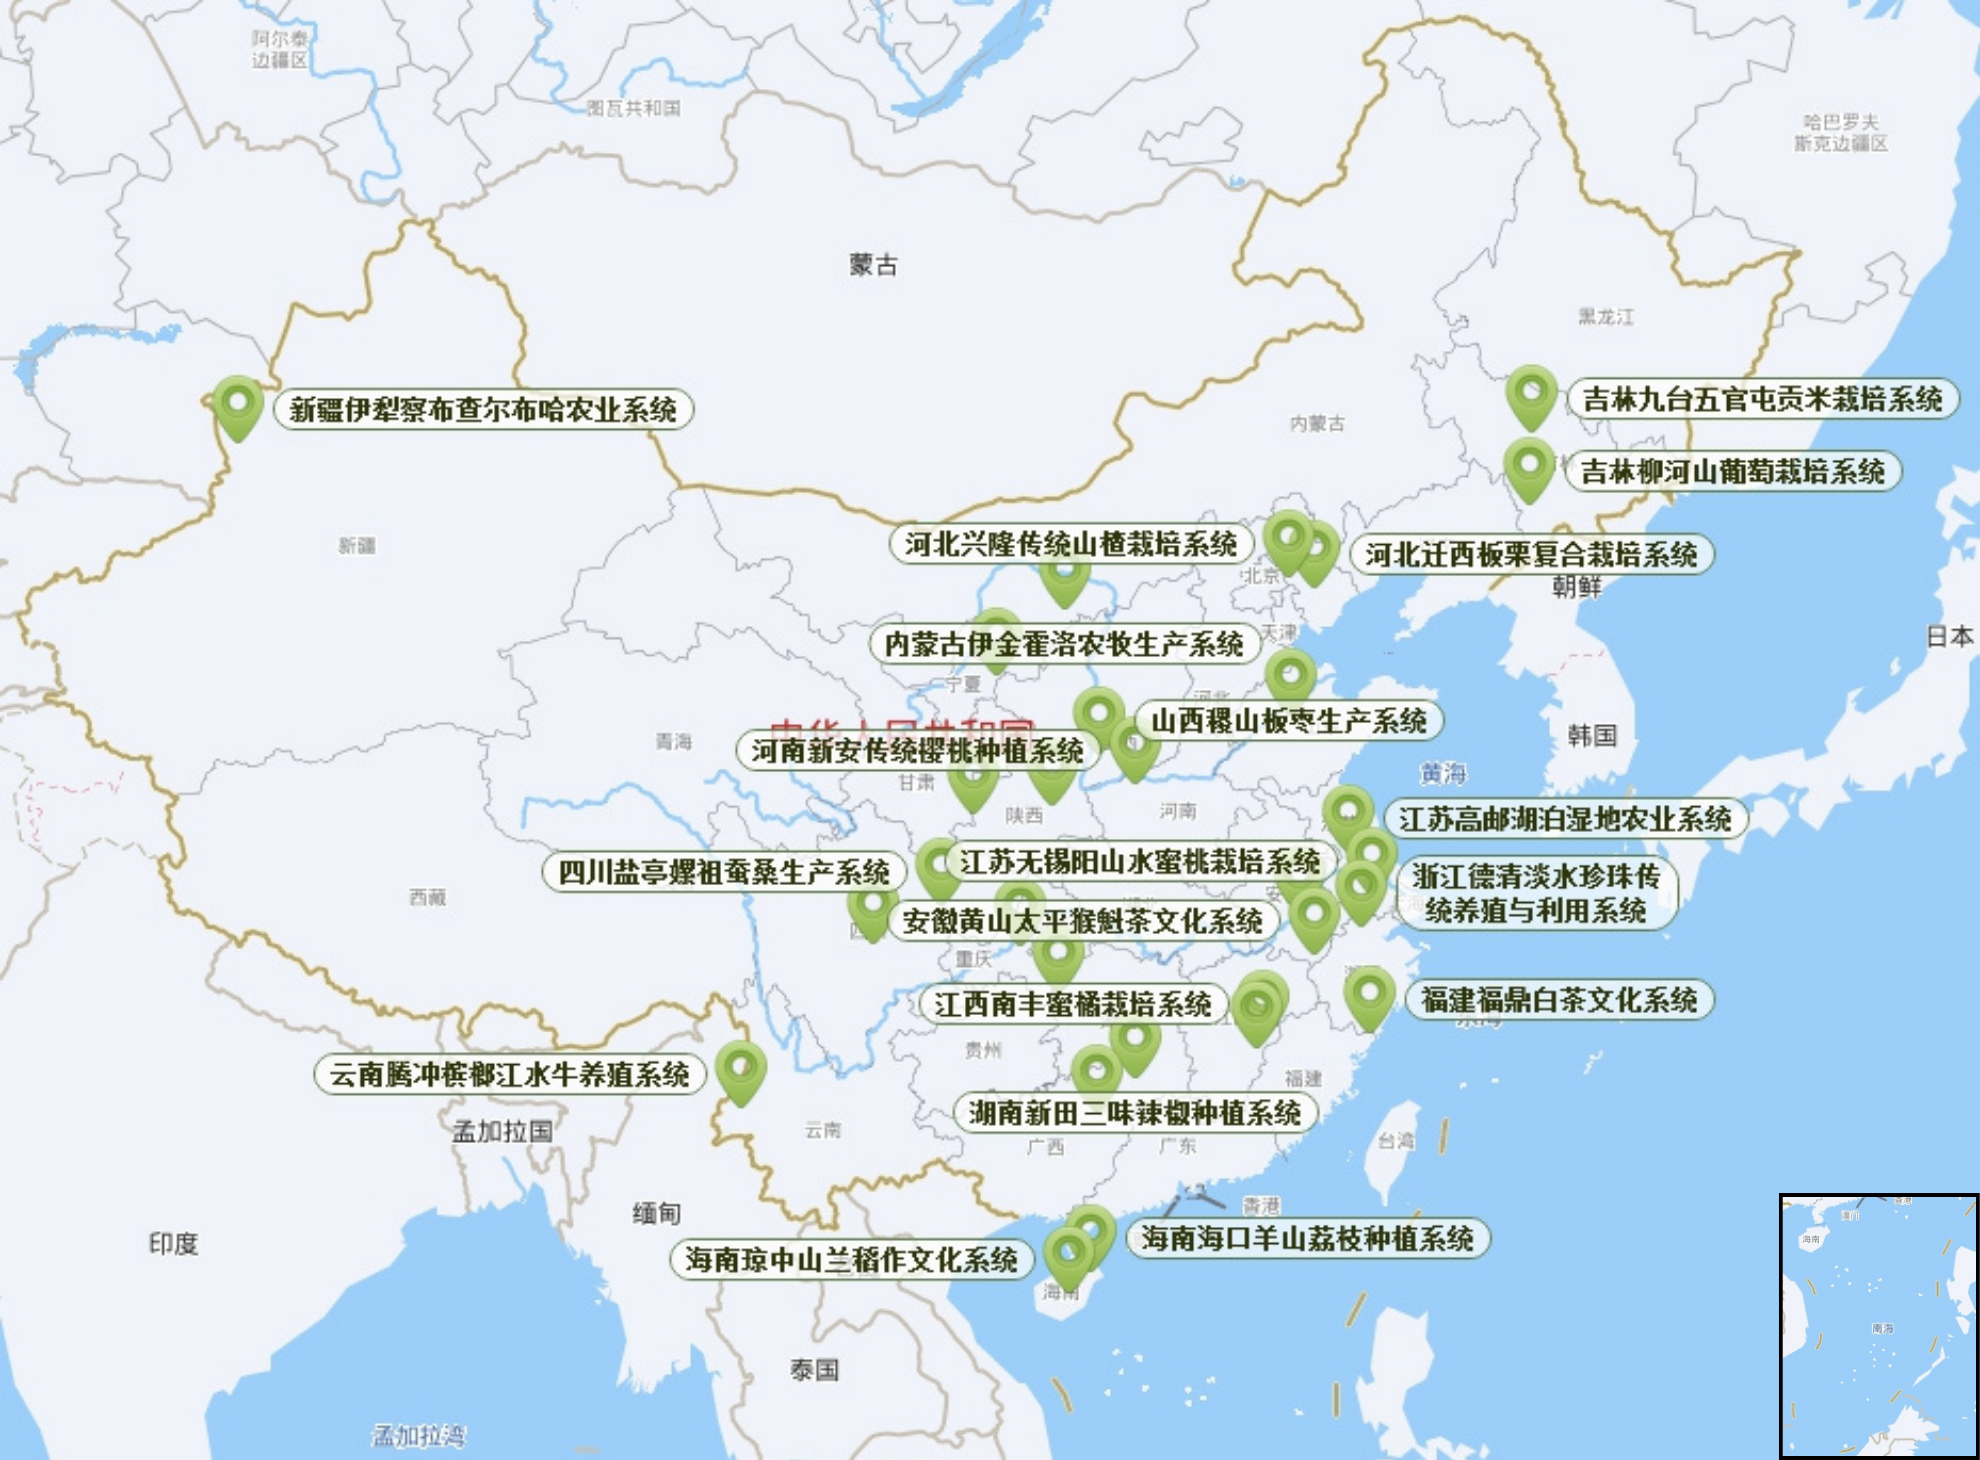 阿尔泰
边疆区
图瓦共和国
哈巴罗夫
斯克边疆区
蒙古
黑龙江
新疆伊犁察布查尔布哈农业系统
吉林九台五官屯贡米栽培系统
内蒙古
吉林柳河山葡萄栽培系统
新疆
河北兴隆传统山楂栽培系统
河北迁西板栗复合栽培系统
北京
朝鲜
天津
内蒙古伊金霍洛农牧生产系统
日本
宁夏
河北
山西稷山板枣生产系统
中华人民共和国
青海
韩国
河南新安传统樱桃种植系统
黄海
甘肃
陕西
河南
江苏高邮湖泊湿地农业系统
四川盐亭嫘祖蚕桑生产系统
江苏无锡阳山水蜜桃栽培系统
浙江德清淡水珍珠传
统养殖与利用系统
西藏
安徽黄山太平猴魁茶文化系统
重庆
江西南丰蜜橘栽培系统
福建福鼎白茶文化系统
东海
贵州
云南腾冲槟榔江水牛养殖系统
福建
湖南新田三味辣椒种植系统
孟加拉国
云南
广西
广东
台湾
缅甸
香港
印度
海南海口羊山荔枝种植系统
海南琼中山兰稻作文化系统
海南
泰国
孟加拉湾
澳门
海南
南海